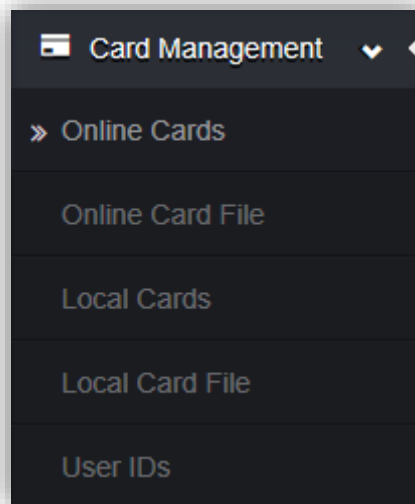 Card Management
Online Cards
Online Card File
Local Cards
Local Card File
User IDs